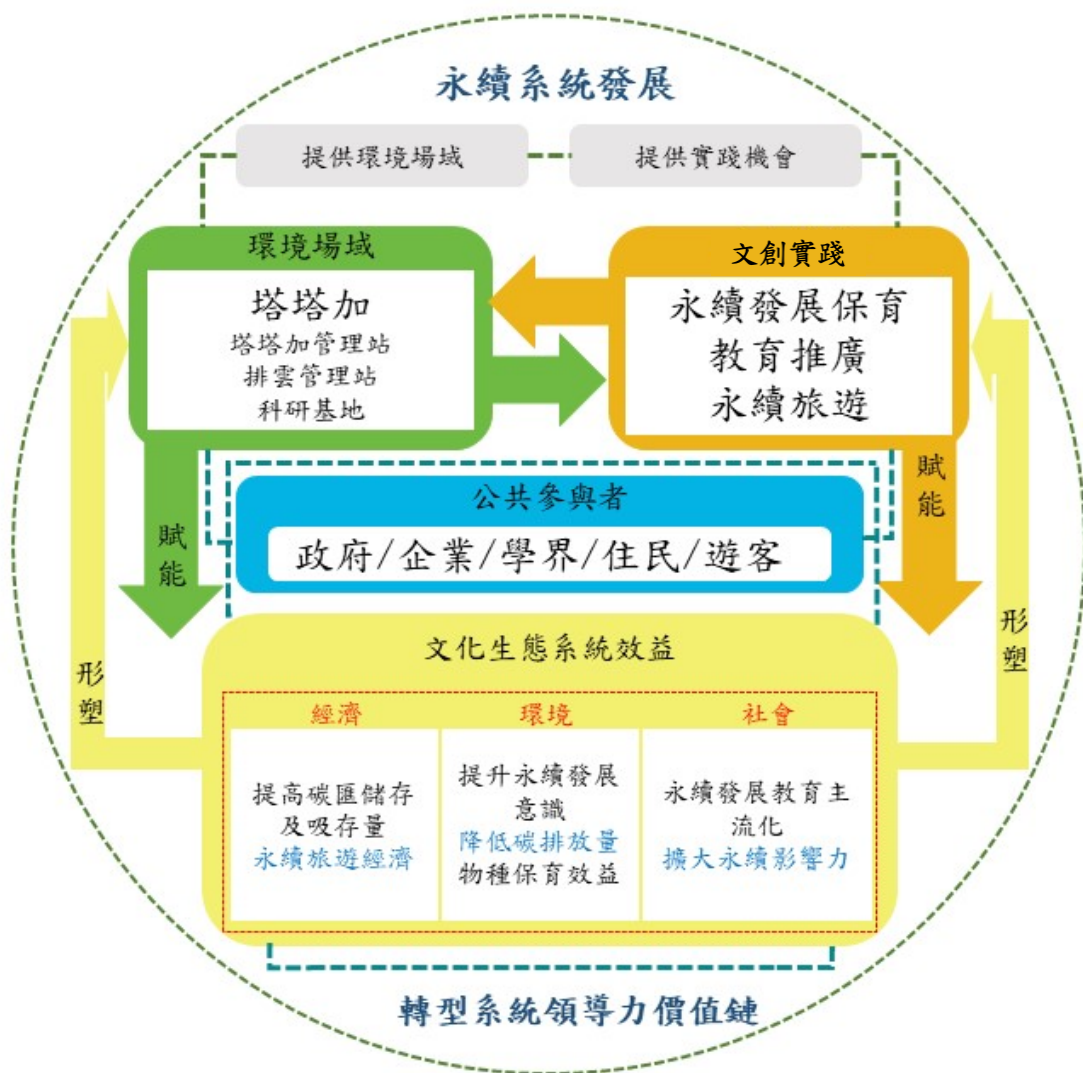 永續系統發展
提供環境場域
提供實踐機會
環境場域
塔塔加
塔塔加管理站
排雲管理站
科研基地
文創實踐
永續發展保育
教育推廣
永續旅遊
賦能
賦能
公共參與者
政府/企業/學界/住民/遊客
形塑
形塑
文化生態系統效益
經濟
提高碳匯儲存
及吸存量
永續旅遊經濟
環境
提升永續發展
意識
降低碳排放量
物種保育效益
社會
永續發展教育主
流化
擴大永續影響力
轉型系統領導力價值鏈